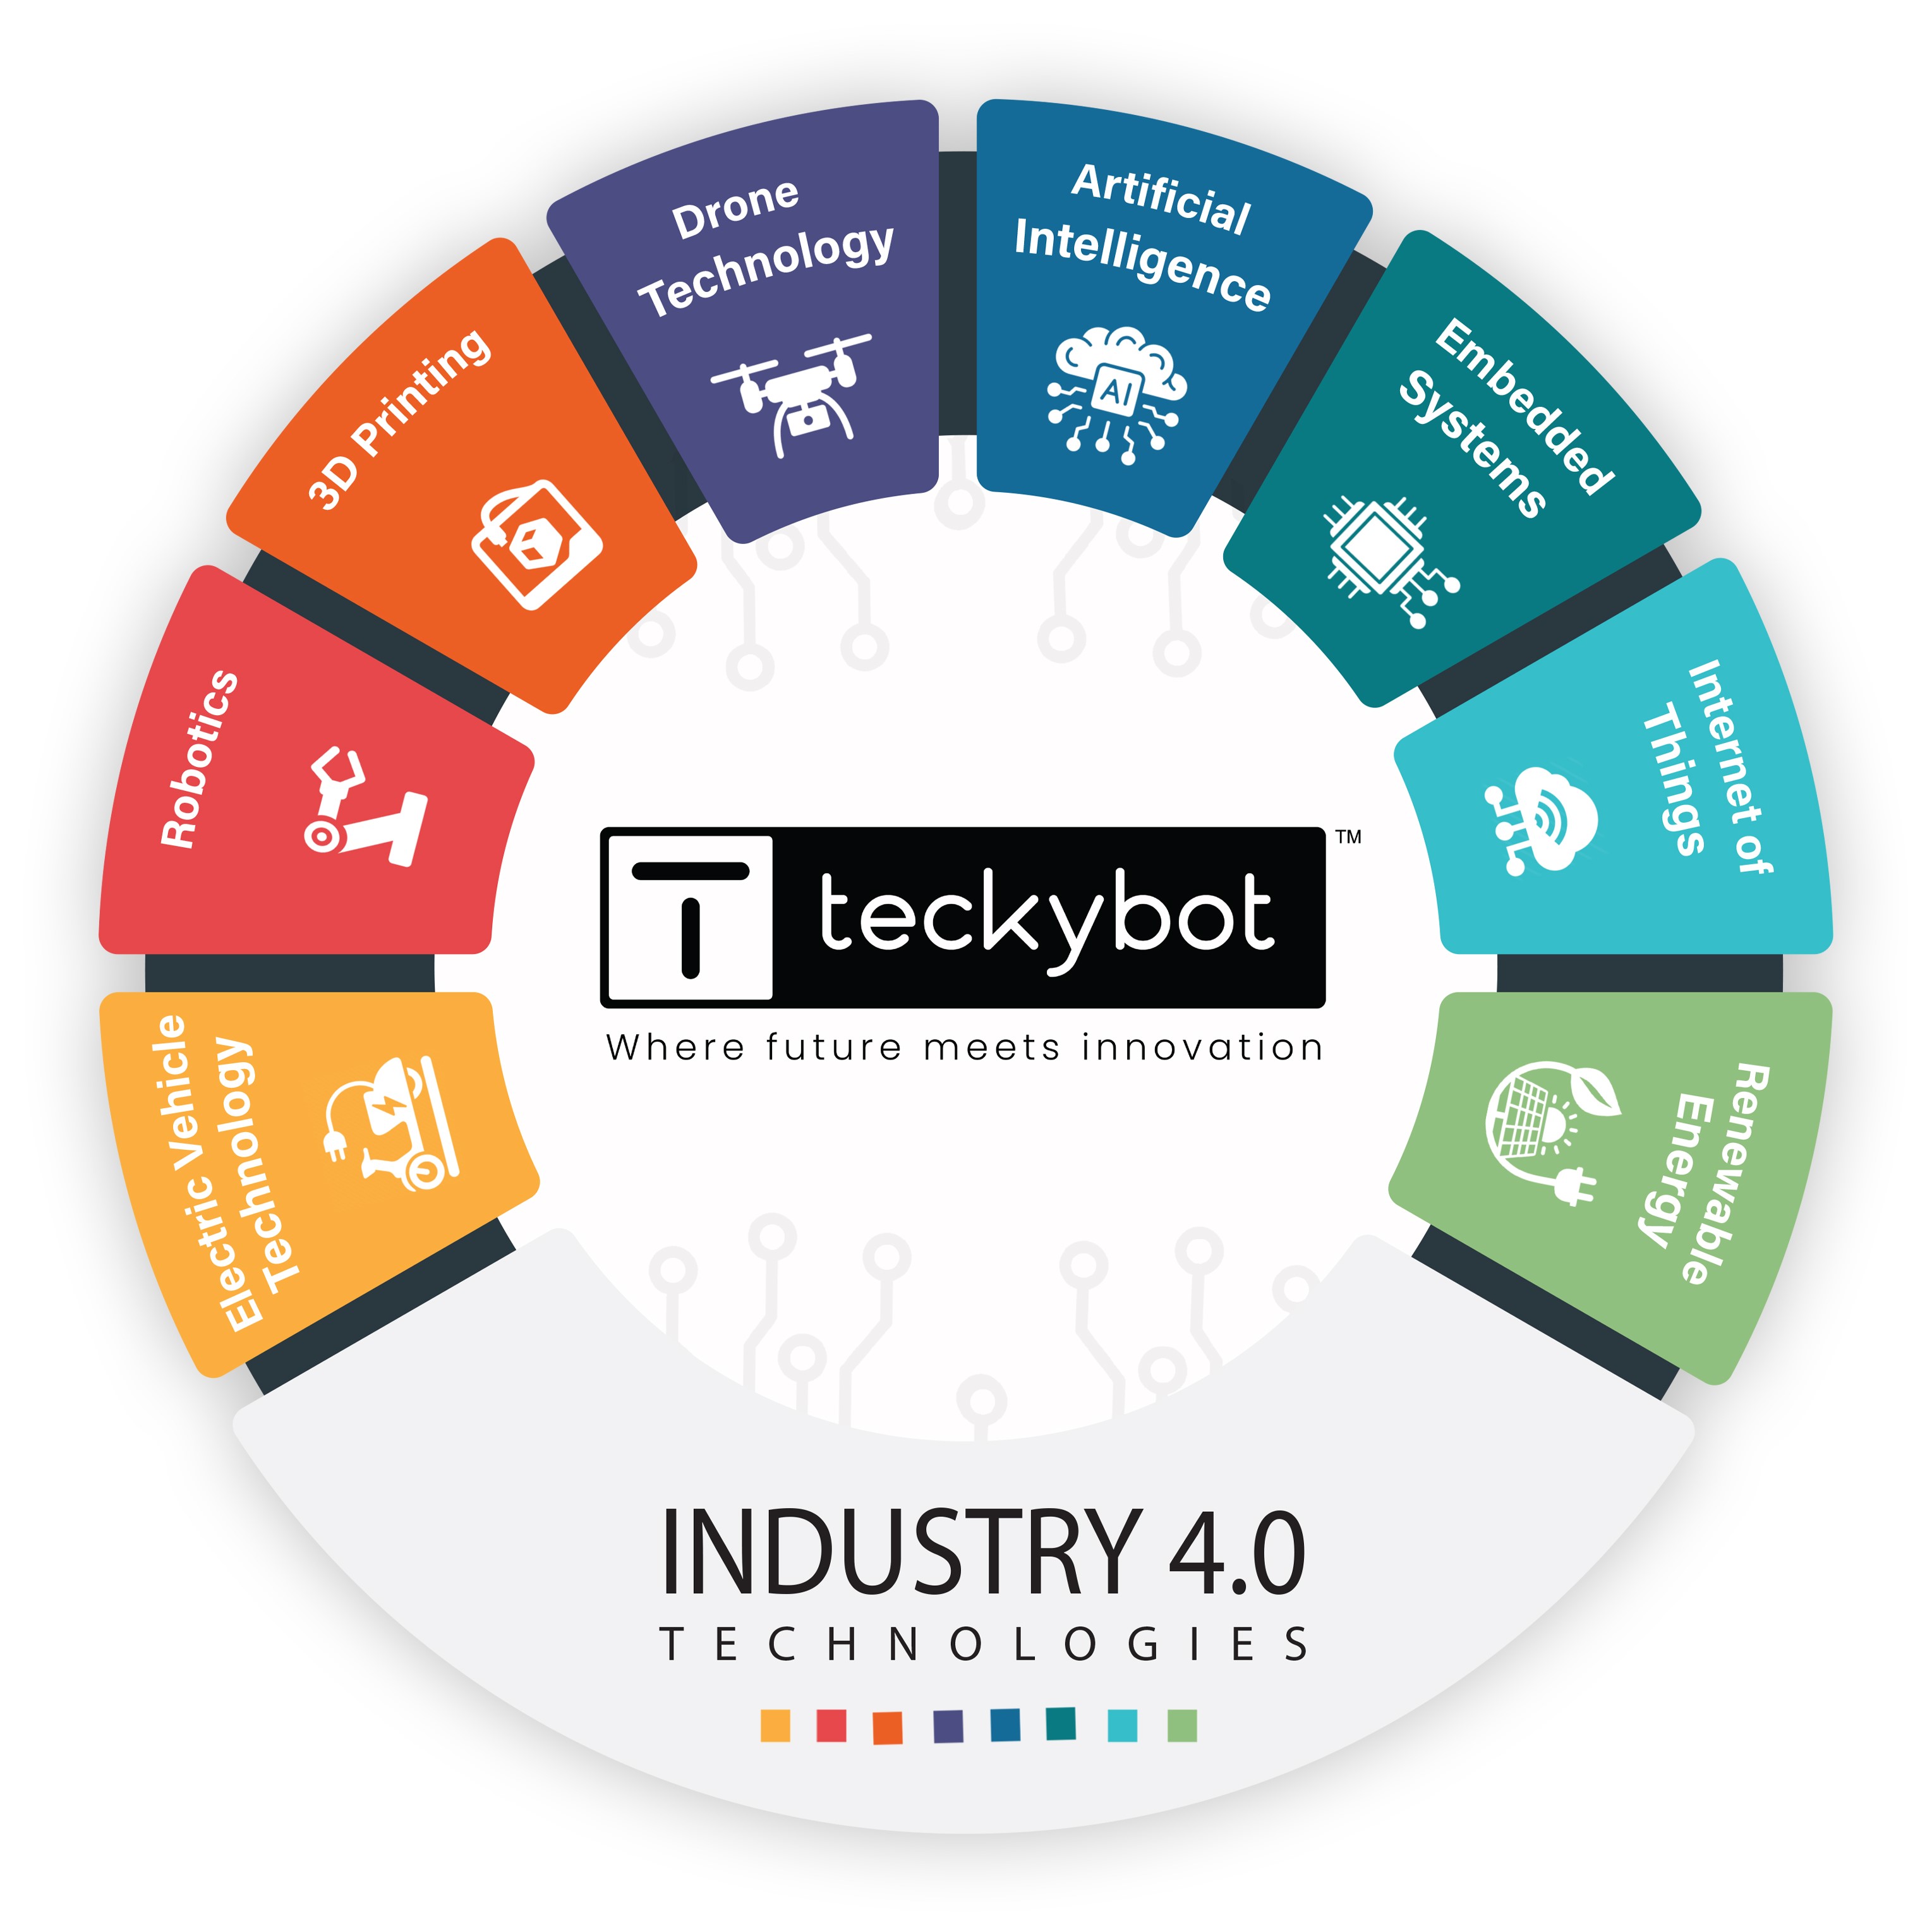 Drone
Technology
Artificial
Intelligence
AI
Embedded
Systems
Internet of
Things
Renewable
Energy
3D Printing
Robotics
Electric Vehicle
Technology
T teckybot ™
Where future meets innovation
INDUSTRY 4.0
TECHNOLOGIES